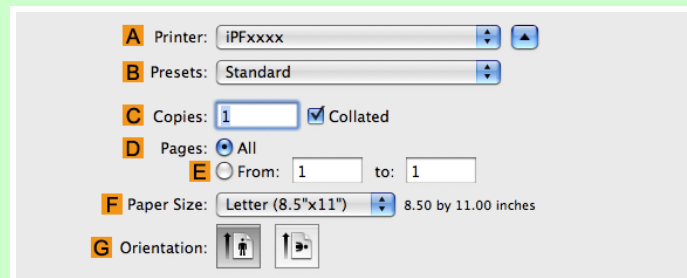 A Printer: iPFxxxx
B Presets: Standard
C Copies: 1 Collated
D Pages: All
E From: 1 to: 1
F Paper Size: Letter (8.5"x11") 8.50 by 11.00 inches
G Orientation: